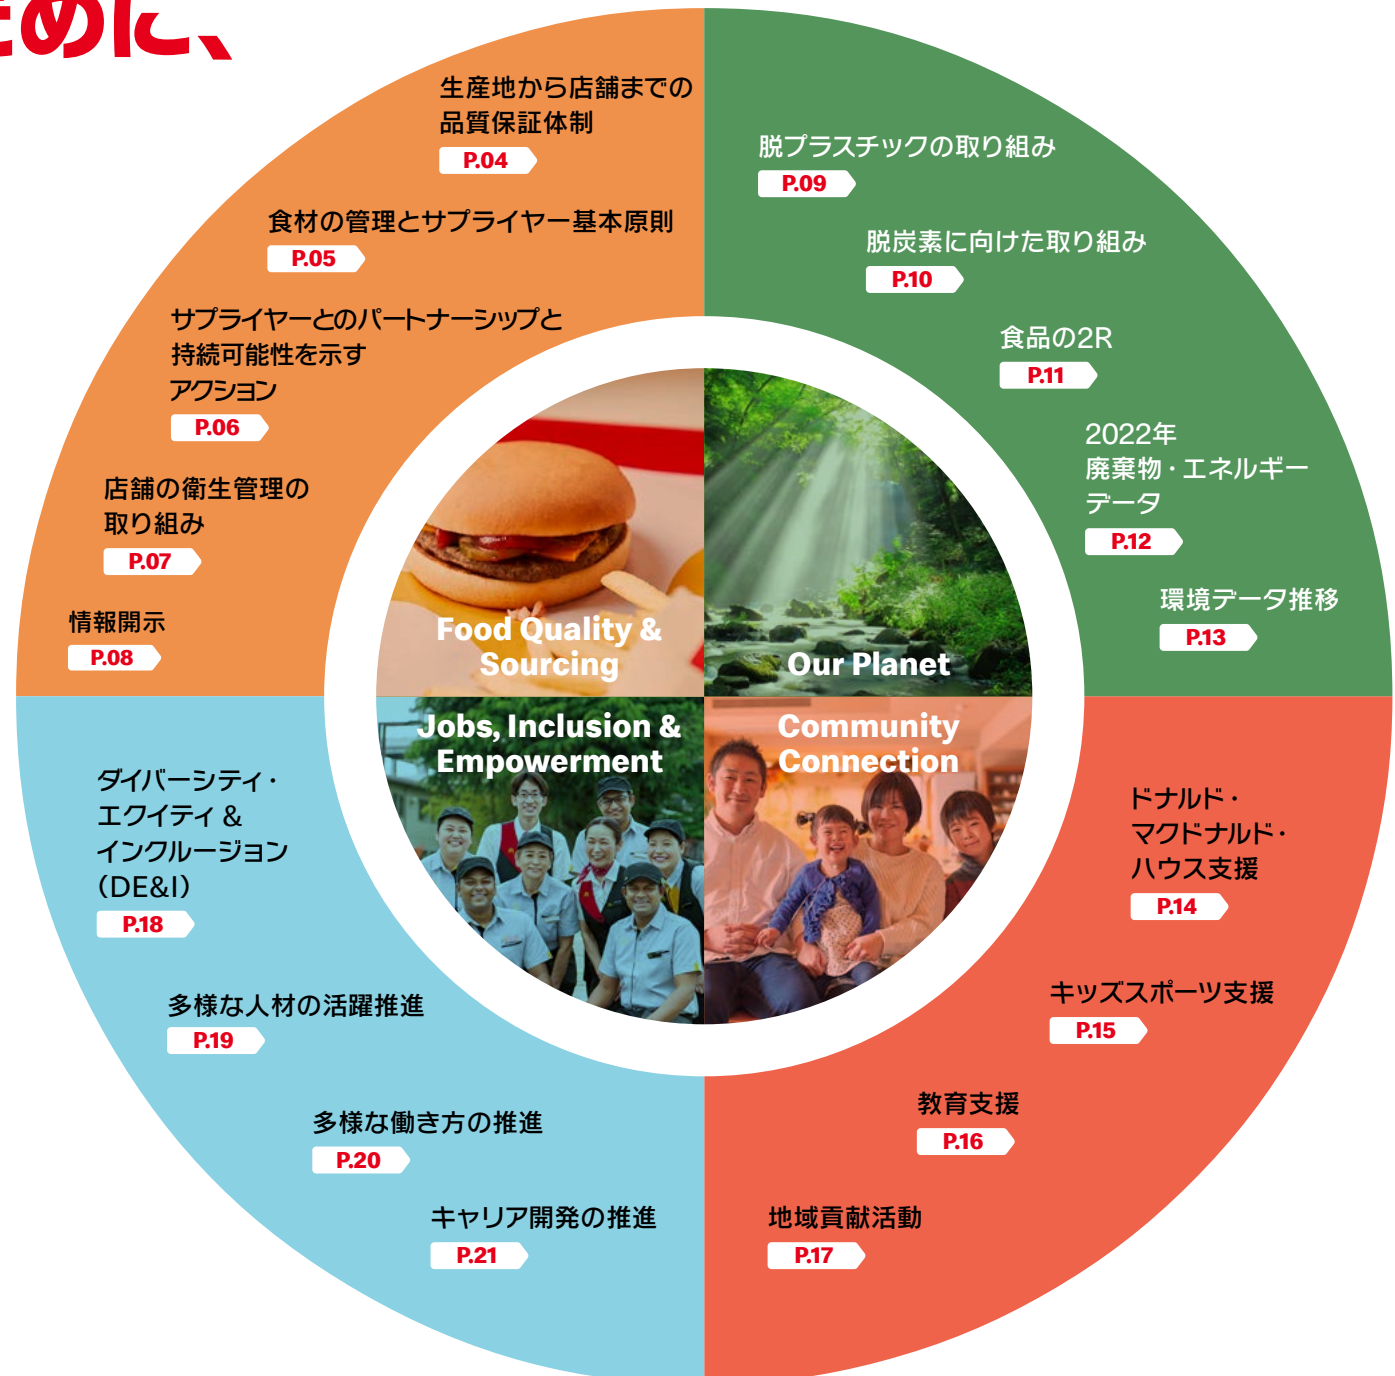 ために、
生産地から店舗までの
品質保証体制
P.04
食材の管理とサプライヤー基本原則
P.05
サプライヤーとのパートナーシップと
持続可能性を示す
アクション
P.06
店舗の衛生管理の
取り組み
P.07
情報開示
P.08
脱プラスチックの取り組み
P.09
脱炭素に向けた取り組み
P.10
食品の2R
P.11
2022年
廃棄物・エネルギー
データ
P.12
環境データ推移
P.13
Food Quality &
Sourcing
Our Planet
Jobs, Inclusion &
Empowerment
Community
Connection
ダイバーシティ・
エクイティ &
インクルージョン
（DE&I）
P.18
多様な人材の活躍推進
P.19
多様な働き方の推進
P.20
キャリア開発の推進
P.21
ドナルド・
マクドナルド・
ハウス支援
P.14
キッズスポーツ支援
P.15
教育支援
P.16
地域貢献活動
P.17